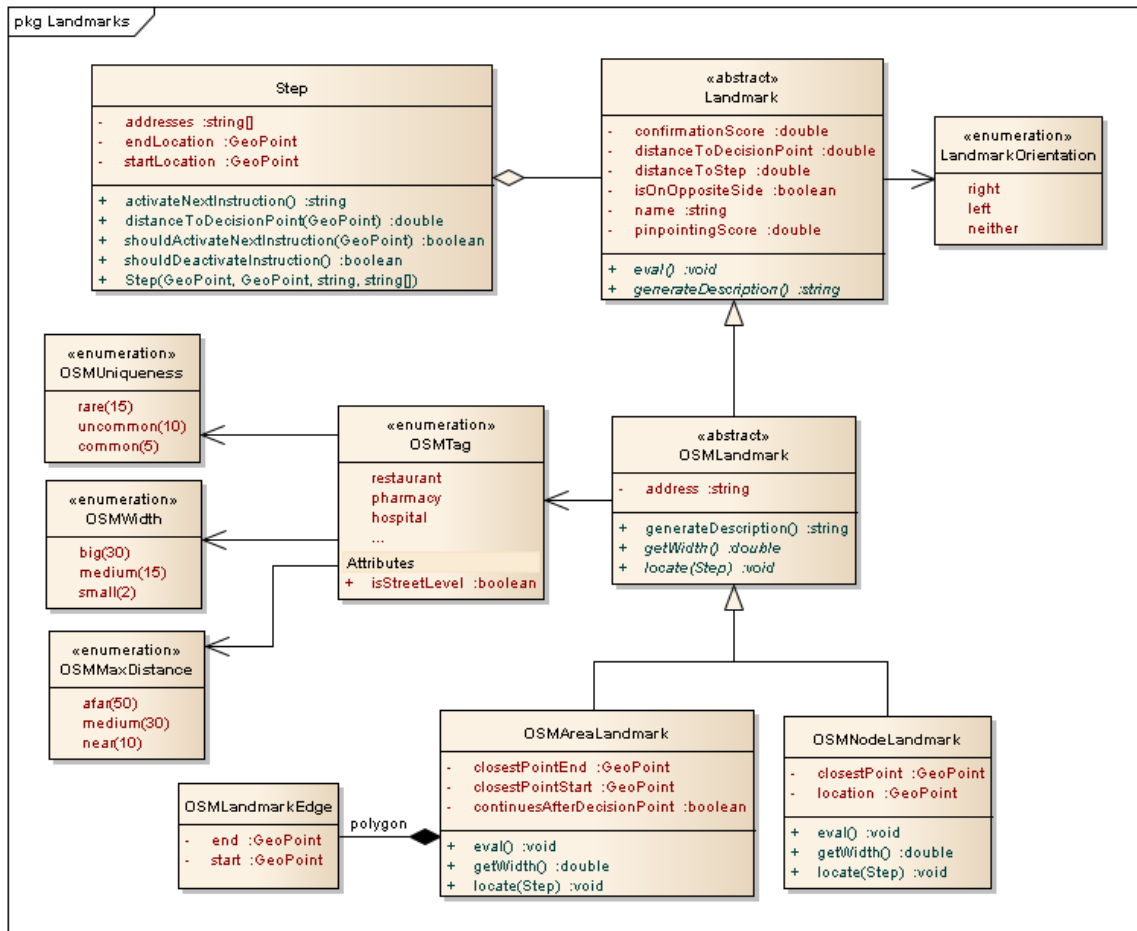 pkg Landmarks
Step
- addresses :string[]
- endLocation :GeoPoint
- startLocation :GeoPoint
+ activateNextInstruction() :string
+ distanceToDecisionPoint(GeoPoint) :double
+ shouldActivateNextInstruction(GeoPoint) :boolean
+ shouldDeactivateInstruction() :boolean
+ Step(GeoPoint, GeoPoint, string, string[])
«abstract»
Landmark
- confirmationScore :double
- distanceToDecisionPoint :double
- distanceToStep :double
- isOnOppositeSide :boolean
- name :string
- pinpointingScore :double
+ eval() :void
+ generateDescription() :string
«enumeration»
LandmarkOrientation
right
left
neither
«enumeration»
OSMUniqueness
rare(15)
uncommon(10)
common(5)
«enumeration»
OSMWidth
big(30)
medium(15)
small(2)
«enumeration»
OSMMaxDistance
afar(50)
medium(30)
near(10)
«enumeration»
OSMTag
restaurant
pharmacy
hospital
...
Attributes
+ isStreetLevel :boolean
«abstract»
OSMLandmark
- address :string
+ generateDescription() :string
+ getWidth() :double
+ locate(Step) :void
OSMLandmarkEdge
- end :GeoPoint
- start :GeoPoint
polygon
OSMAreaLandmark
- closestPointEnd :GeoPoint
- closestPointStart :GeoPoint
- continuesAfterDecisionPoint :boolean
+ eval() :void
+ getWidth() :double
+ locate(Step) :void
OSMNodeLandmark
- closestPoint :GeoPoint
- location :GeoPoint
+ eval() :void
+ getWidth() :double
+ locate(Step) :void